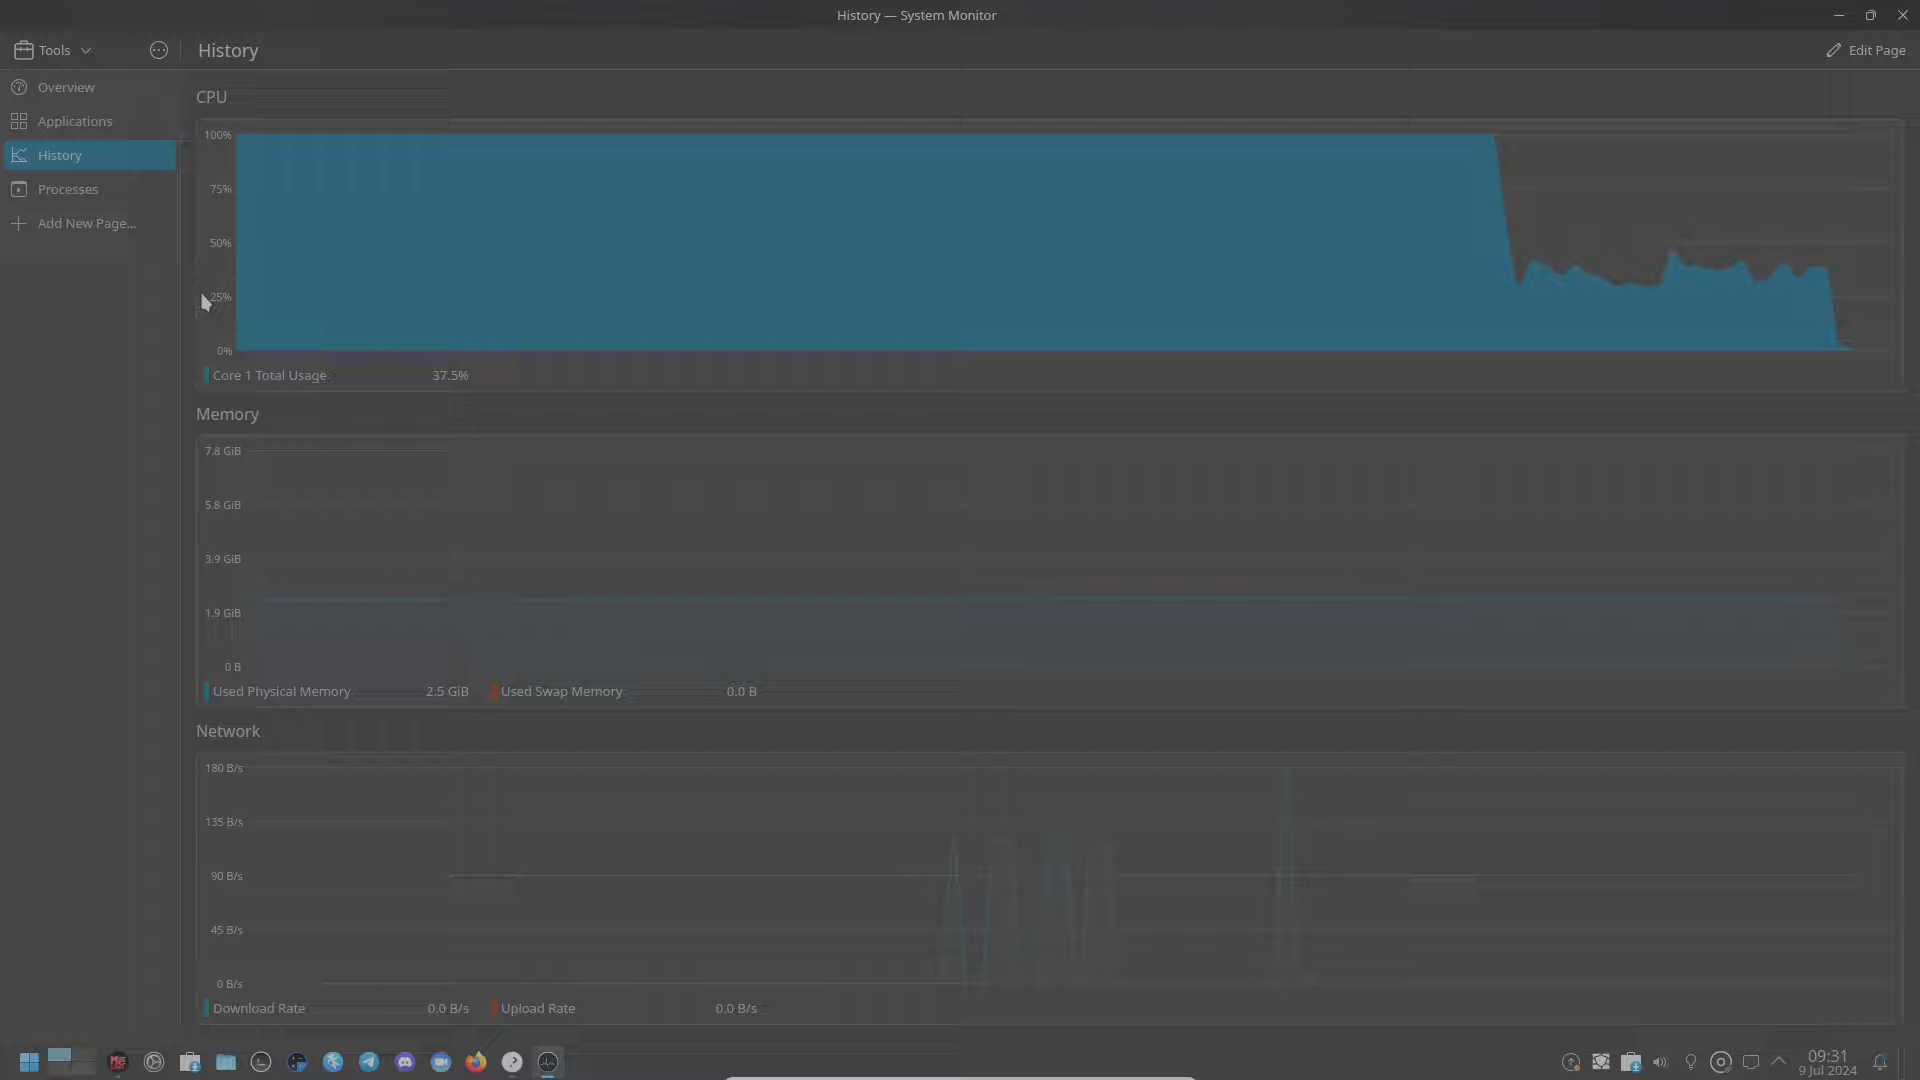 History — System Monitor
Tools
History
Edit Page
Overview
Applications
History
Processes
Add New Page...
CPU
100%
75%
50%
25%
0%
Core 1 Total Usage 37.5%
Memory
7.8 GiB
5.8 GiB
3.9 GiB
1.9 GiB
0 B
Used Physical Memory 2.5 GiB Used Swap Memory 0.0 B
Network
180 B/s
135 B/s
90 B/s
45 B/s
0 B/s
Download Rate 0.0 B/s Upload Rate 0.0 B/s
09:31
9 Jul 2024